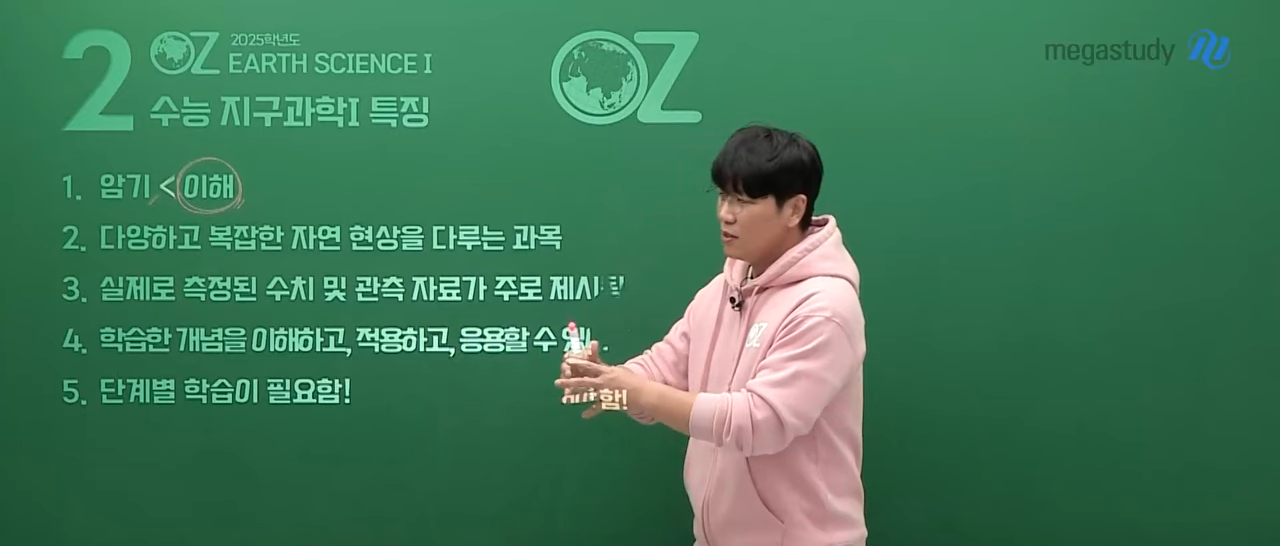 2
OZ 2025학년도
EARTH SCIENCE I
수능 지구과학I 특징
OZ
megastudy
1. 암기 < 이해
2. 다양하고 복잡한 자연 현상을 다루는 과목
3. 실제로 측정된 수치 및 관측 자료가 주로 제시
4. 학습한 개념을 이해하고, 적용하고, 응용할 수
함!
5. 단계별 학습이 필요함!
OZ